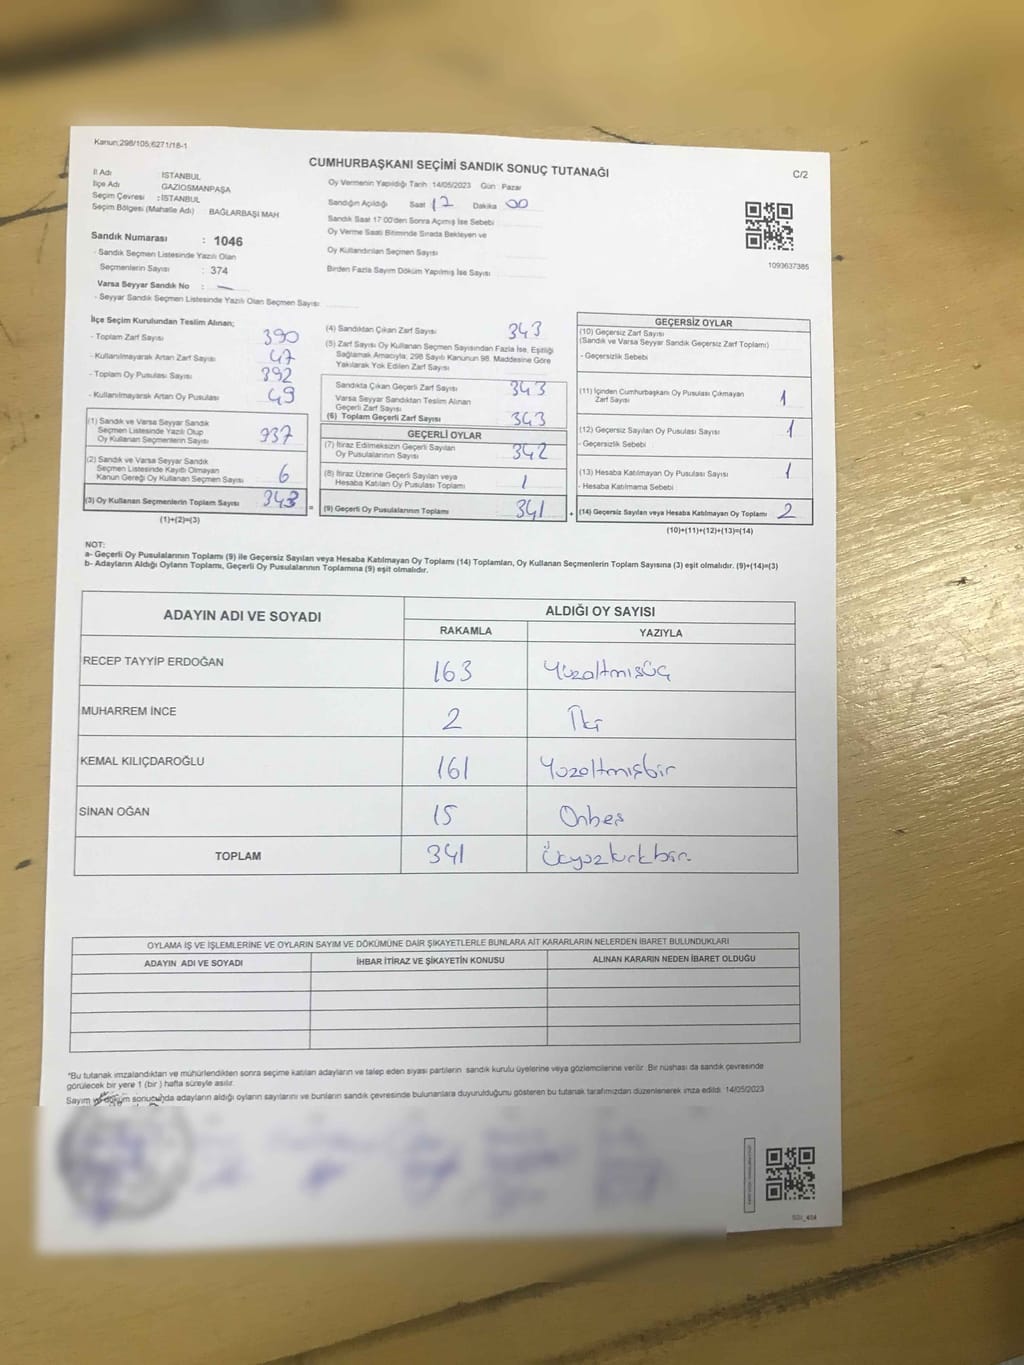 Kanun;298/105;6271/18-1
CUMHURBAŞKANI SEÇİMİ SANDIK SONUÇ TUTANAĞI
C/2
İl Adı : İSTANBUL
İlçe Adı : GAZİOSMANPAŞA
Seçim Çevresi : İSTANBUL
Seçim Bölgesi (Mahalle Adı) : BAĞLARBAŞI MAH
Sandık Numarası : 1046
- Sandık Seçmen Listesinde Yazılı Olan
Seçmenlerin Sayısı : 374
Varsa Seyyar Sandık No : —
- Seyyar Sandık Seçmen Listesinde Yazılı Olan Seçmen Sayısı:
Oy Vermenin Yapıldığı Tarih : 14/05/2023 Gün : Pazar
Sandığın Açıldığı Saat 17 Dakika 00
Sandık Saat 17:00'den Sonra Açılmış İse Sebebi
Oy Verme Saati Bitiminde Sırada Bekleyen ve
Oy Kullandırılan Seçmen Sayısı
Birden Fazla Sayım Döküm Yapılmış İse Sayısı
1093637385
İlçe Seçim Kurulundan Teslim Alınan;
- Toplam Zarf Sayısı 390
- Kullanılmayarak Artan Zarf Sayısı 47
- Toplam Oy Pusulası Sayısı 392
- Kullanılmayarak Artan Oy Pusulası 49
(1) Sandık ve Varsa Seyyar Sandık
Seçmen Listesinde Yazılı Olup
Oy Kullanan Seçmenlerin Sayısı 937
(2) Sandık ve Varsa Seyyar Sandık
Seçmen Listesinde Kayıtlı Olmayan
Kanun Gereği Oy Kullanan Seçmen Sayısı 6
(3) Oy Kullanan Seçmenlerin Toplam Sayısı 343 =
(1)+(2)=(3)
(4) Sandıktan Çıkan Zarf Sayısı 343
(5) Zarf Sayısı Oy Kullanan Seçmen Sayısından Fazla İse, Eşitliği
Sağlamak Amacıyla; 298 Sayılı Kanunun 98. Maddesine Göre
Yakılarak Yok Edilen Zarf Sayısı
Sandıkta Çıkan Geçerli Zarf Sayısı 343
Varsa Seyyar Sandıktan Teslim Alınan
Geçerli Zarf Sayısı
(6) Toplam Geçerli Zarf Sayısı 343
GEÇERLİ OYLAR
(7) İtiraz Edilmeksizin Geçerli Sayılan
Oy Pusulalarının Sayısı 342
(8) İtiraz Üzerine Geçerli Sayılan veya
Hesaba Katılan Oy Pusulası Toplamı 1
(9) Geçerli Oy Pusulalarının Toplamı 341 +
GEÇERSİZ OYLAR
(10) Geçersiz Zarf Sayısı
(Sandık ve Varsa Seyyar Sandık Geçersiz Zarf Toplamı)
- Geçersizlik Sebebi
(11) İçinden Cumhurbaşkanı Oy Pusulası Çıkmayan
Zarf Sayısı 1
(12) Geçersiz Sayılan Oy Pusulası Sayısı 1
- Geçersizlik Sebebi
(13) Hesaba Katılmayan Oy Pusulası Sayısı 1
- Hesaba Katılmama Sebebi
(14) Geçersiz Sayılan veya Hesaba Katılmayan Oy Toplamı 2
(10)+(11)+(12)+(13)=(14)
NOT:
a- Geçerli Oy Pusulalarının Toplamı (9) ile Geçersiz Sayılan veya Hesaba Katılmayan Oy Toplamı (14) Toplamları, Oy Kullanan Seçmenlerin Toplam Sayısına (3) eşit olmalıdır. (9)+(14)=(3)
b- Adayların Aldığı Oyların Toplamı, Geçerli Oy Pusulalarının Toplamına (9) eşit olmalıdır.
ADAYIN ADI VE SOYADI ALDIĞI OY SAYISI
RAKAMLA YAZIYLA
RECEP TAYYİP ERDOĞAN 163 Yüzaltmışüç
MUHARREM İNCE 2 İki
KEMAL KILIÇDAROĞLU 161 Yüzaltmışbir
SİNAN OĞAN 15 Onbeş
TOPLAM 341 Üçyüzkırkbir
OYLAMA İŞ VE İŞLEMLERİNE VE OYLARIN SAYIM VE DÖKÜMÜNE DAİR ŞİKAYETLERLE BUNLARA AİT KARARLARIN NELERDEN İBARET BULUNDUKLARI
ADAYIN ADI VE SOYADI İHBAR İTİRAZ VE ŞİKAYETİN KONUSU ALINAN KARARIN NEDEN İBARET OLDUĞU
*Bu tutanak imzalandıktan ve mühürlendikten sonra seçime katılan adayların ve talep eden siyasi partilerin sandık kurulu üyelerine veya gözlemcilerine verilir. Bir nüshası da sandık çevresinde
görülecek bir yere 1 (bir ) hafta süreyle asılır.
Sayım ve döküm sonucunda adayların aldığı oyların sayılarını ve bunların sandık çevresinde bulunanlara duyurulduğunu gösteren bu tutanak tarafımızdan düzenlenerek imza edildi. 14/05/2023